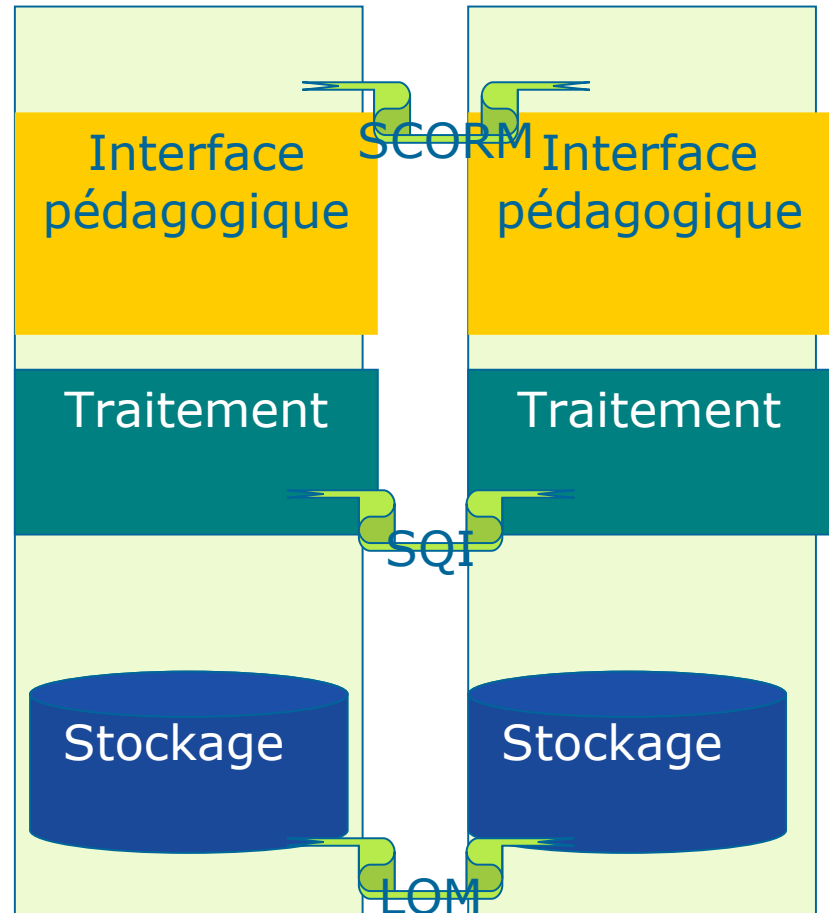 SCORM
Interface
pédagogique
Interface
pédagogique
Traitement
Traitement
SQI
Stockage
Stockage
LOM